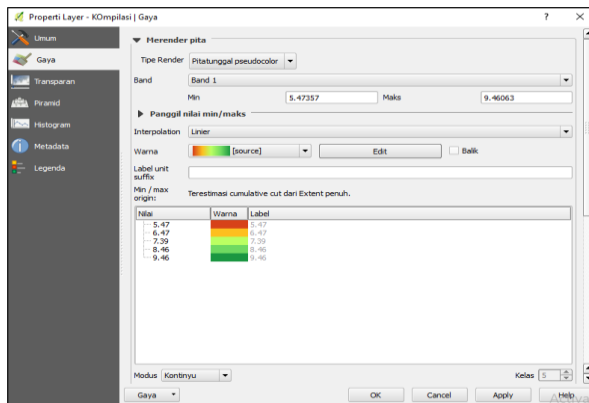 Properti Layer - KOmpilasi | Gaya
?
Umum
Gaya
Transparan
Piramid
Histogram
Metadata
Legenda
Merender pita
Tipe Render Pitatunggal pseudocolor
Band Band 1
Min 5.47357 Maks 9.46063
Panggil nilai min/maks
Interpolation Linier
Warna [source] Edit Balik
Label unit
suffix
Min / max
origin: Terestimasi cumulative cut dari Extent penuh.
Nilai Warna Label
5.47 5.47
6.47 6.47
7.39 7.39
8.46 8.46
9.46 9.46
Modus Kontinyu Kelas 5
Gaya OK Cancel Apply Help